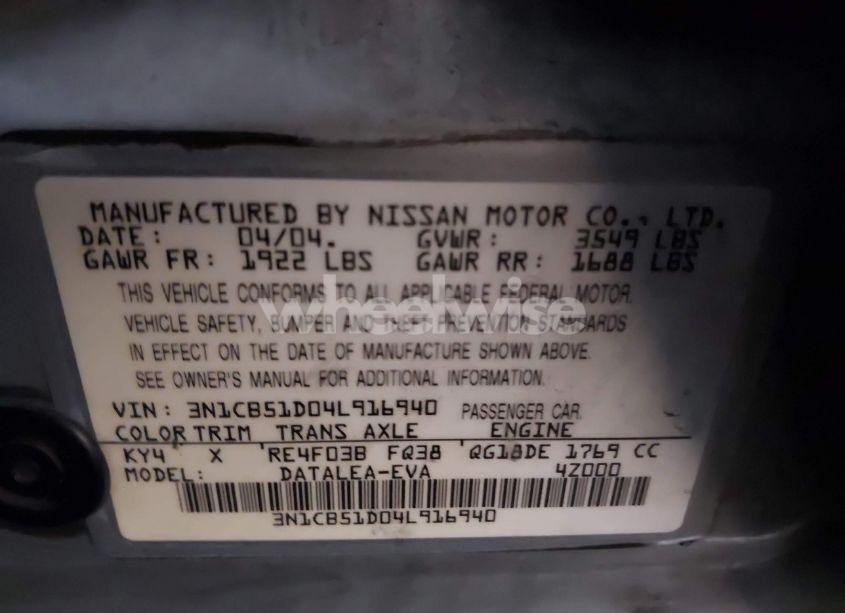 MANUFACTURED BY NISSAN MOTOR CO., LTD.
DATE: 04/04. GVWR: 3549 LBS
GAWR FR: 1922 LBS GAWR RR: 1688 LBS
THIS VEHICLE CONFORMS TO ALL APPLICABLE FEDERAL MOTOR
wheelwise
VEHICLE SAFETY, BUMPER AND THEFT PREVENTION STANDARDS
IN EFFECT ON THE DATE OF MANUFACTURE SHOWN ABOVE.
SEE OWNER'S MANUAL FOR ADDITIONAL INFORMATION.
VIN: 3N1CB51D04L916940 PASSENGER CAR
COLOR TRIM TRANS AXLE ENGINE
KY4 X RE4F03B FQ38 QG18DE 1769 CC
MODEL: DATALEA-EVA 4Z000
3N1CB51D04L916940